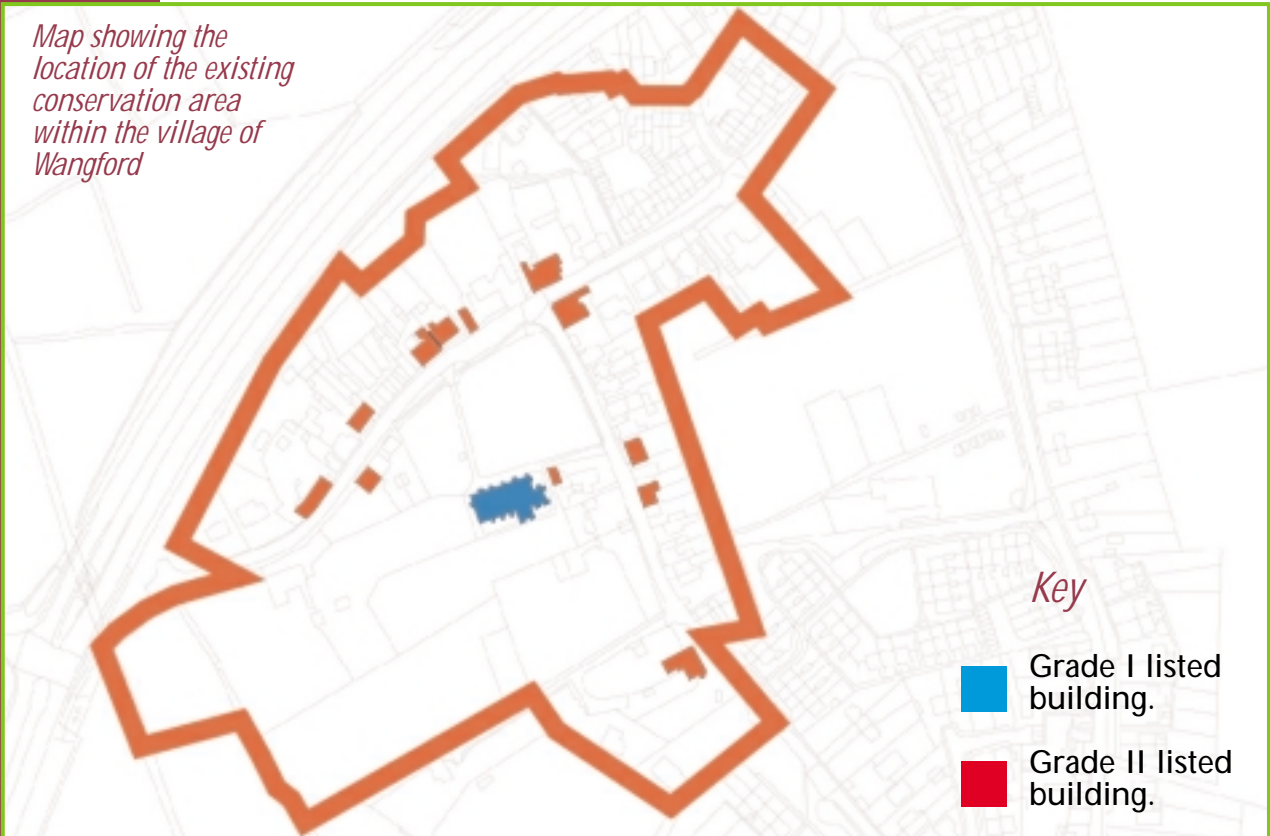 Map showing the
location of the existing
conservation area
within the village of
Wangford
Key
Grade I listed
building.
Grade II listed
building.